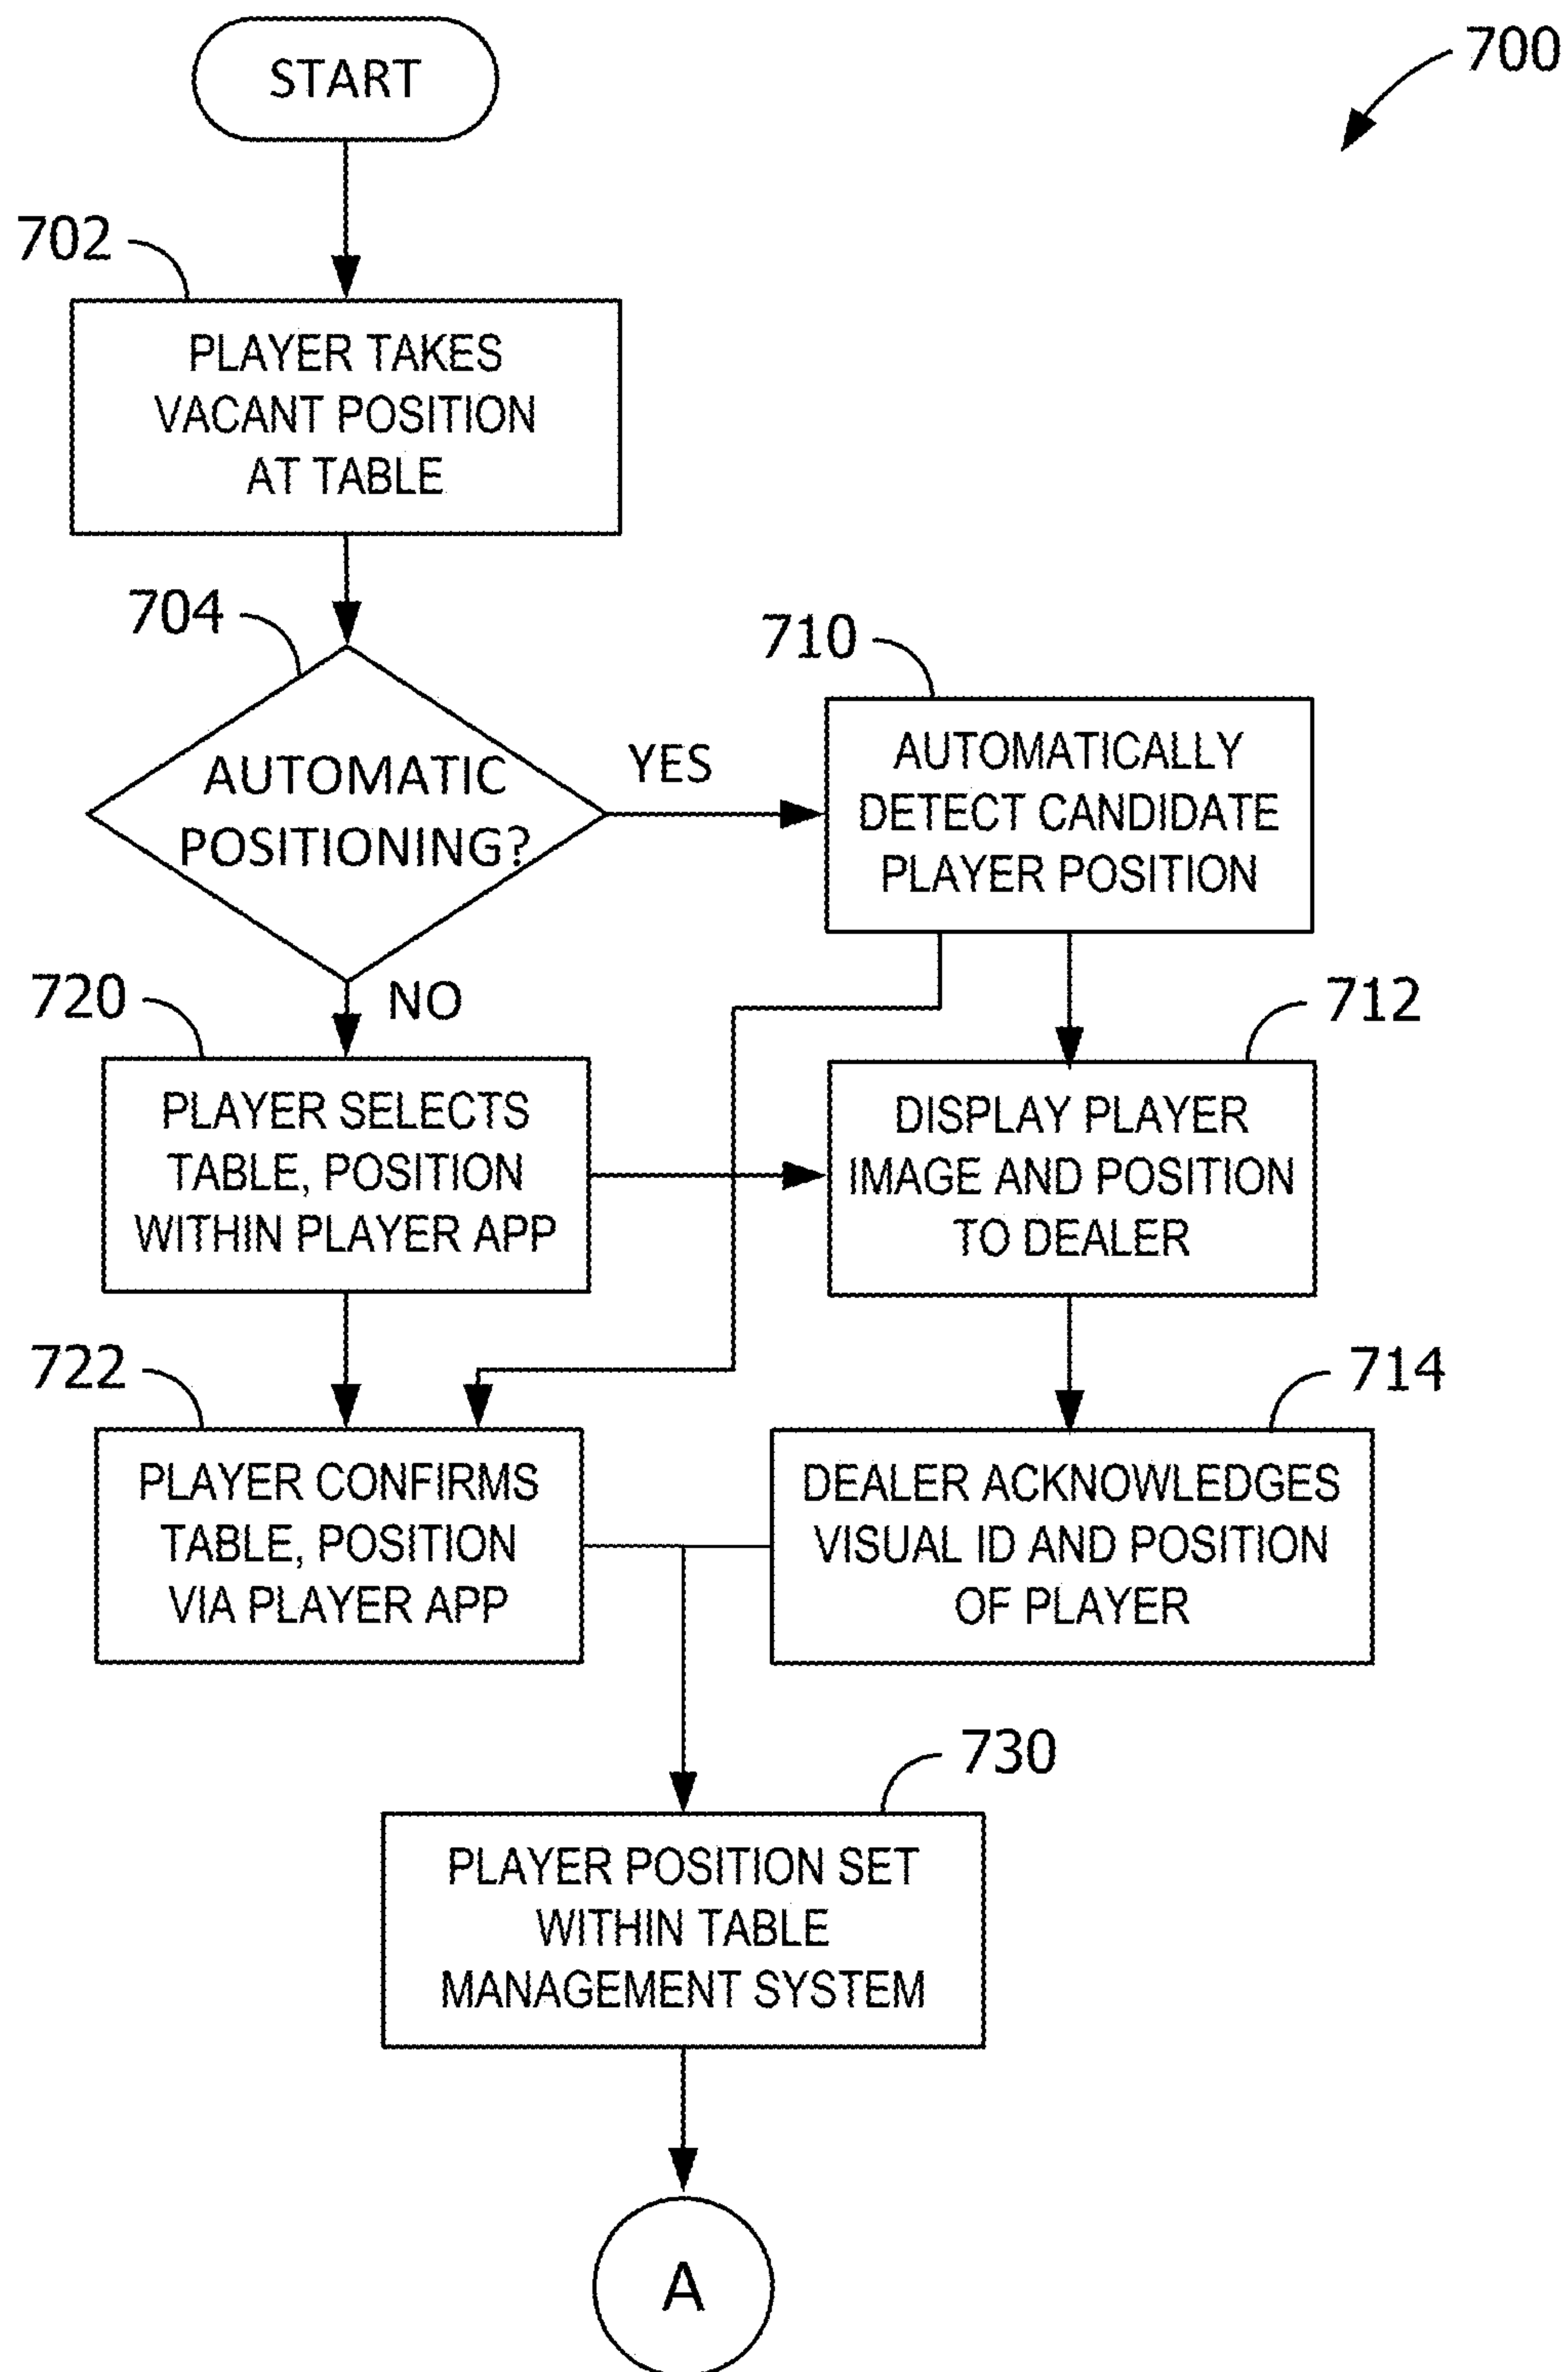 START
700
702
PLAYER TAKES
VACANT POSITION
AT TABLE
704
AUTOMATIC
POSITIONING?
YES
NO
710
AUTOMATICALLY
DETECT CANDIDATE
PLAYER POSITION
720
PLAYER SELECTS
TABLE, POSITION
WITHIN PLAYER APP
712
DISPLAY PLAYER
IMAGE AND POSITION
TO DEALER
722
PLAYER CONFIRMS
TABLE, POSITION
VIA PLAYER APP
714
DEALER ACKNOWLEDGES
VISUAL ID AND POSITION
OF PLAYER
730
PLAYER POSITION SET
WITHIN TABLE
MANAGEMENT SYSTEM
A